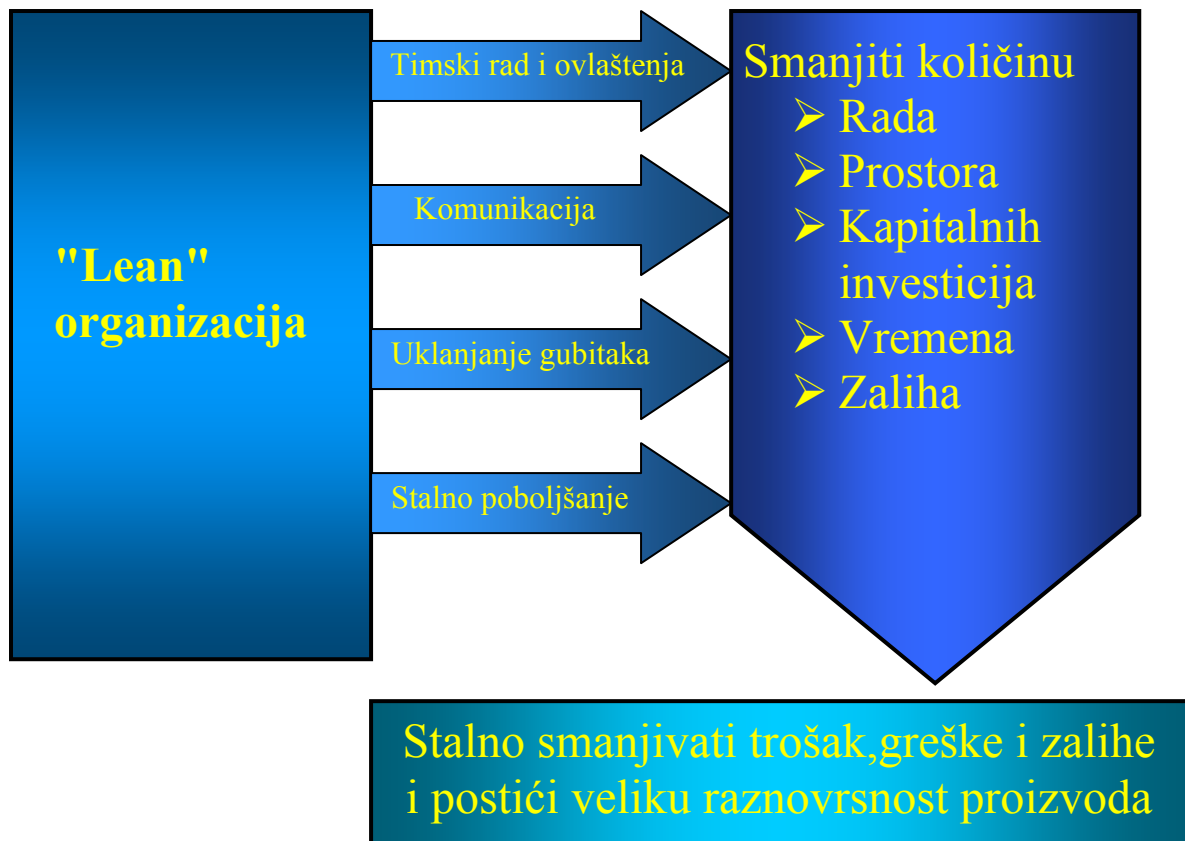 "Lean"
organizacija
Timski rad i ovlaštenja
Komunikacija
Uklanjanje gubitaka
Stalno poboljšanje
Smanjiti količinu
➢ Rada
➢ Prostora
➢ Kapitalnih
investicija
➢ Vremena
➢ Zaliha
Stalno smanjivati trošak,greške i zalihe
i postići veliku raznovrsnost proizvoda